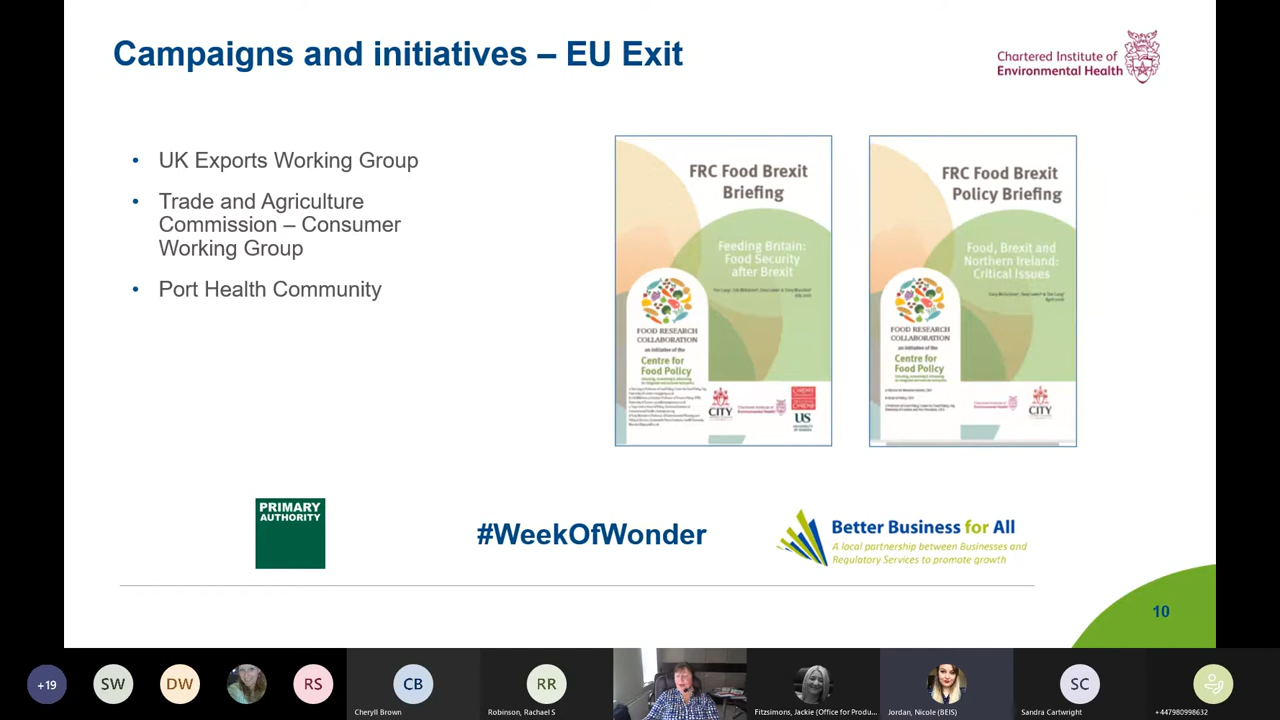 Campaigns and initiatives – EU Exit
Chartered Institute of
Environmental Health
• UK Exports Working Group
• Trade and Agriculture
Commission – Consumer
Working Group
• Port Health Community
FRC Food Brexit
Briefing
Feeding Britain:
Food Security
after Brexit
FOOD RESEARCH
COLLABORATION
an initiative of the
Centre for
Food Policy
CITY
US
FRC Food Brexit
Policy Briefing
Food, Brexit and
Northern Ireland:
Critical Issues
FOOD RESEARCH
COLLABORATION
an initiative of the
Centre for
Food Policy
CITY
PRIMARY
AUTHORITY
#WeekOfWonder
Better Business for All
A local partnership between Businesses and
Regulatory Services to promote growth
10
+19
SW
DW
RS
CB
Cheryll Brown
RR
Robinson, Rachael S
Fitzsimons, Jackie (Office for Produ...
Jordan, Nicole (BEIS)
SC
Sandra Cartwright
+447980998632